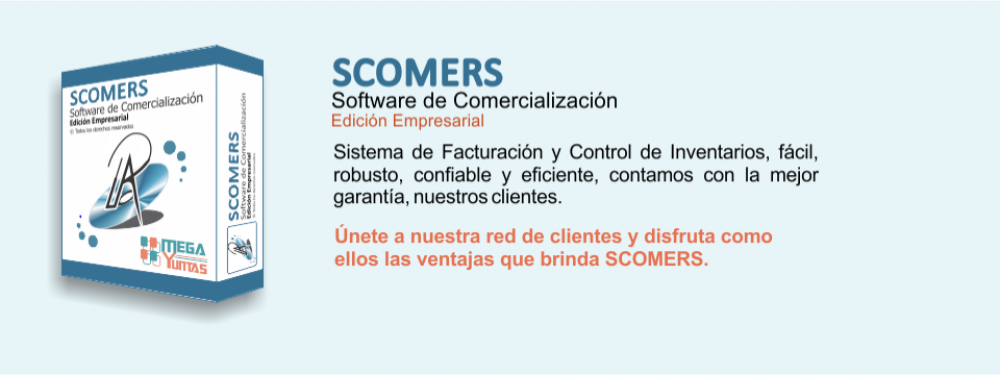 SCOMERS
Software de Comercialización
Edición Empresarial
© Todos los derechos reservados
MEGA
YUNTAS
SCOMERS
Software de Comercialización
Edición Empresarial
SCOMERS
Software de Comercialización
Edición Empresarial
Sistema de Facturación y Control de Inventarios, fácil,
robusto, confiable y eficiente, contamos con la mejor
garantía, nuestros clientes.
Únete a nuestra red de clientes y disfruta como
ellos las ventajas que brinda SCOMERS.